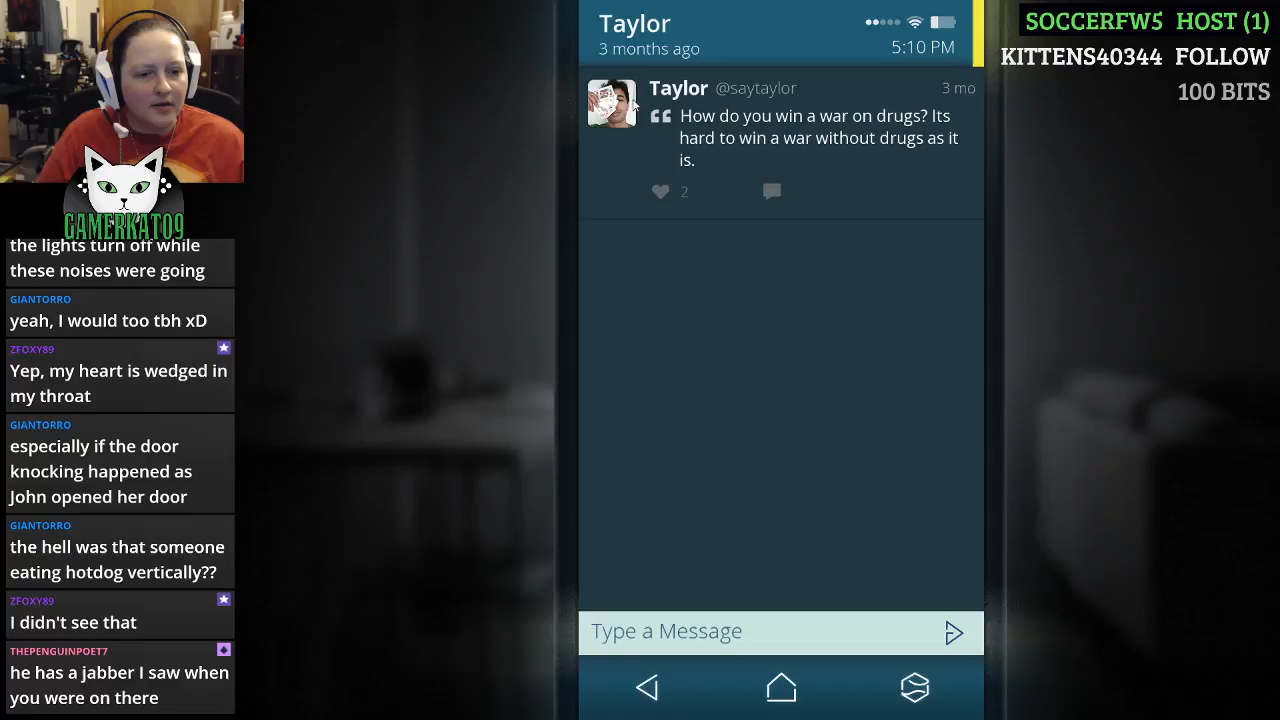 Taylor
3 months ago
5:10 PM
Taylor @saytaylor 3 mo
How do you win a war on drugs? Its
hard to win a war without drugs as it
is.
2
Type a Message
SOCCERFW5 HOST (1)
KITTENS40344 FOLLOW
100 BITS
GAMERKAT09
the lights turn off while
these noises were going
GIANTORRO
yeah, I would too tbh xD
ZFOXY89
Yep, my heart is wedged in
my throat
GIANTORRO
especially if the door
knocking happened as
John opened her door
GIANTORRO
the hell was that someone
eating hotdog vertically??
ZFOXY89
I didn't see that
THEPENGUINPOET7
he has a jabber I saw when
you were on there